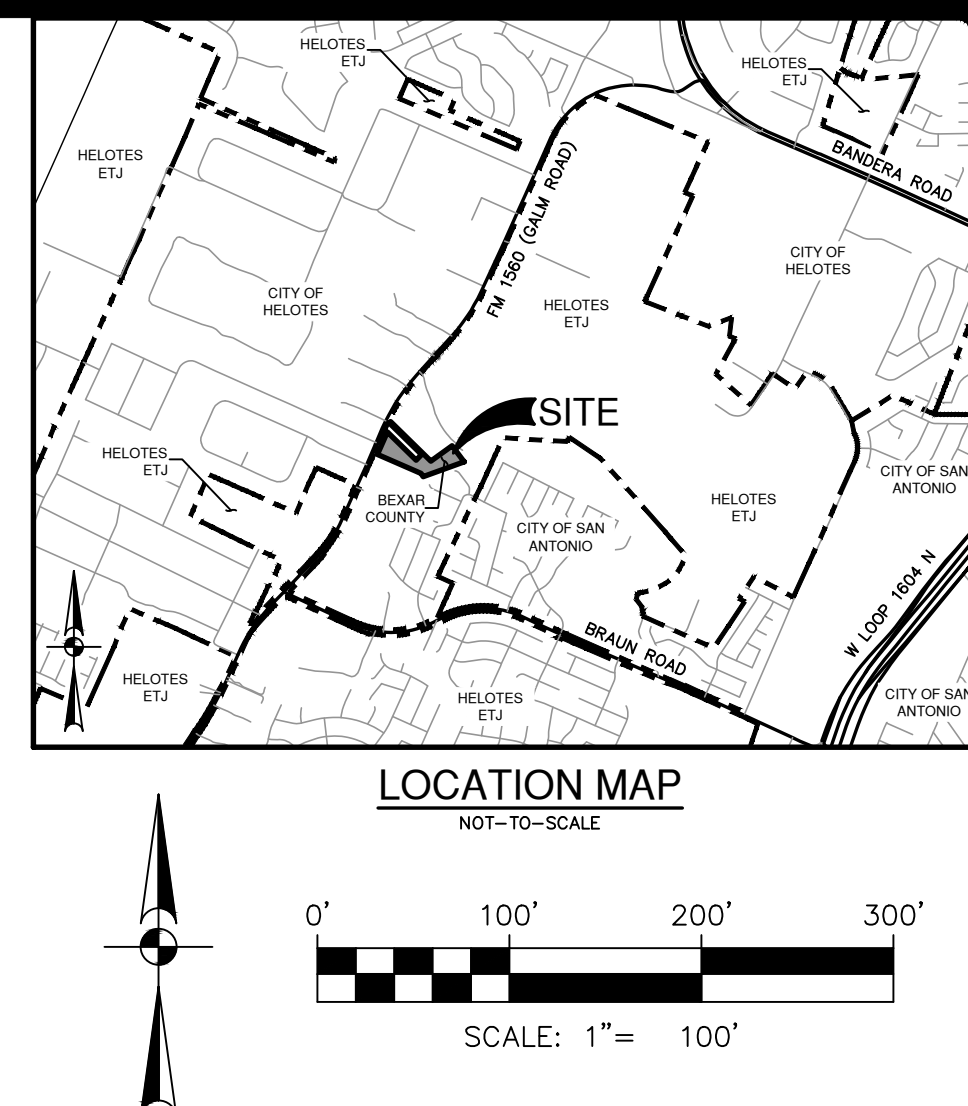 HELOTES
ETJ
HELOTES
ETJ
BANDERA ROAD
HELOTES
ETJ
FM 1560 (GALM ROAD)
CITY OF
HELOTES
CITY OF
HELOTES
HELOTES
ETJ
SITE
HELOTES
ETJ
CITY OF SAN
ANTONIO
BEXAR
COUNTY
HELOTES
ETJ
CITY OF SAN
ANTONIO
W LOOP 1604 N
BRAUN ROAD
HELOTES
ETJ
HELOTES
ETJ
CITY OF SAN
ANTONIO
LOCATION MAP
NOT-TO-SCALE
0' 100' 200' 300'
SCALE: 1"= 100'